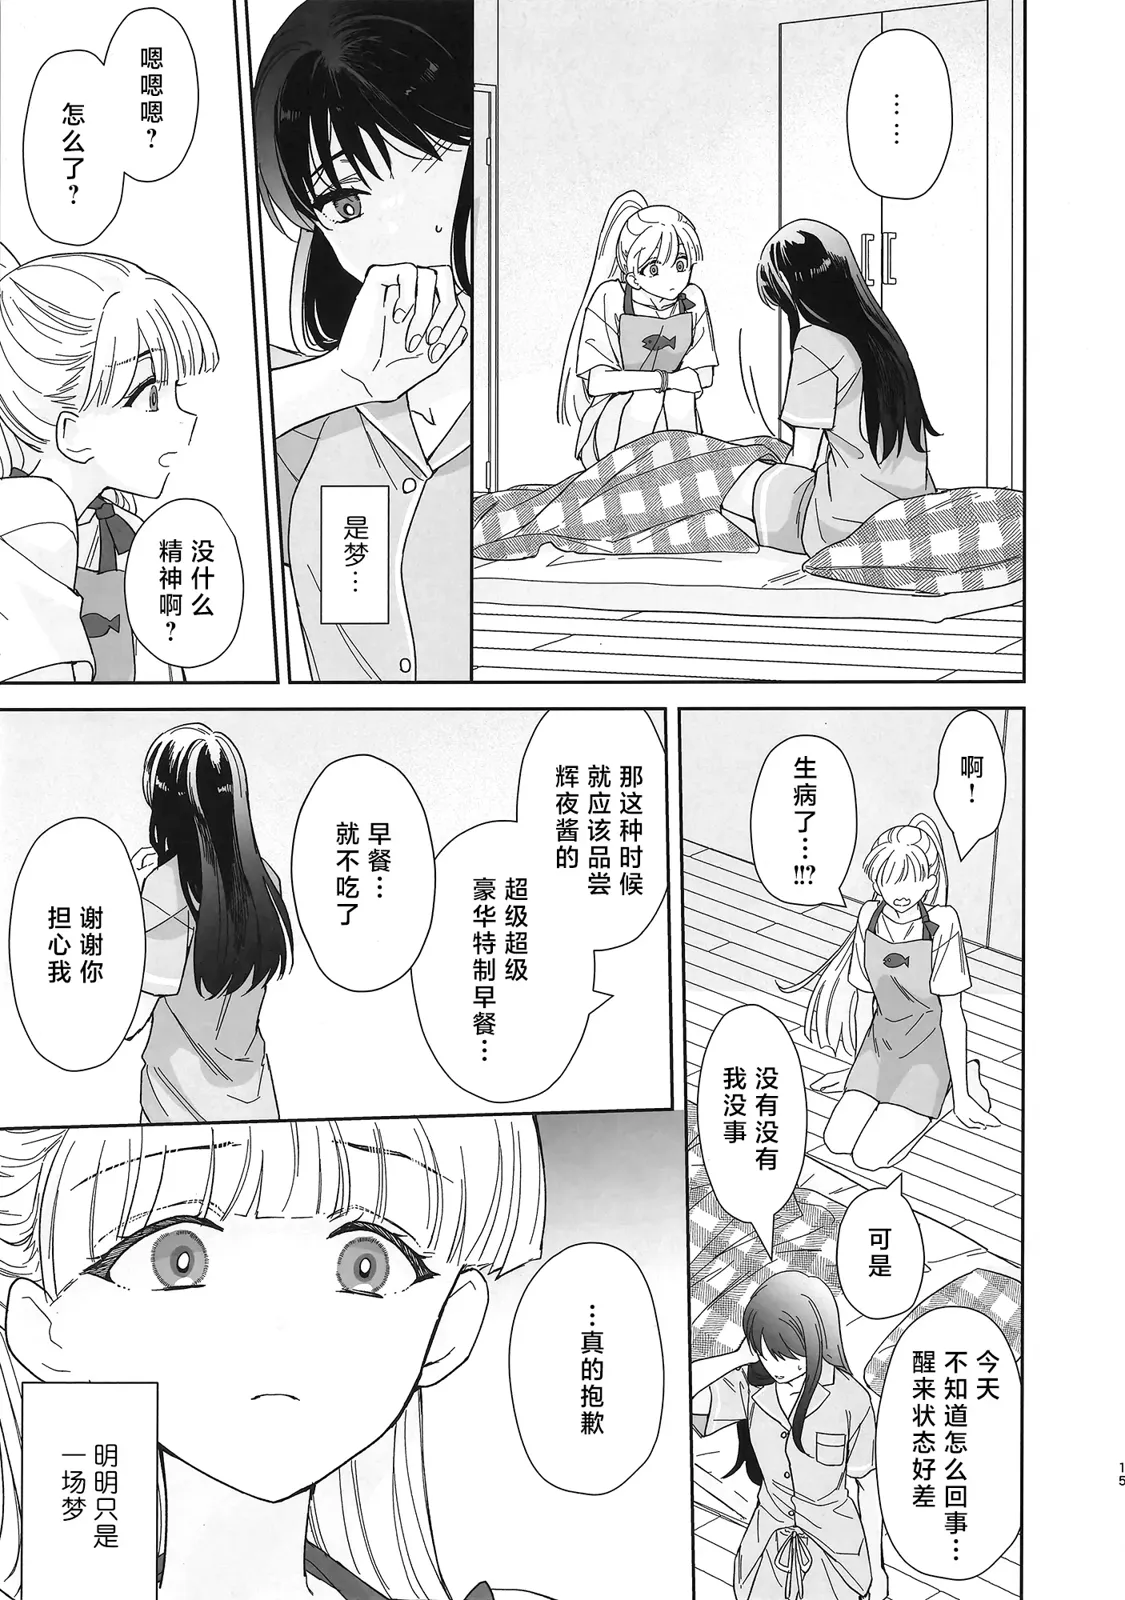 ……
是梦…
嗯嗯嗯？
怎么了？
没什么
精神啊？
啊！
生病了…!!?
没有没有
我没事
可是
今天
不知道怎么回事…
醒来状态好差
那这种时候
就应该品尝
辉夜酱的
超级超级
豪华特制早餐…
早餐…
就不吃了
谢谢你
担心我
…真的抱歉
明明只是
一场梦
15